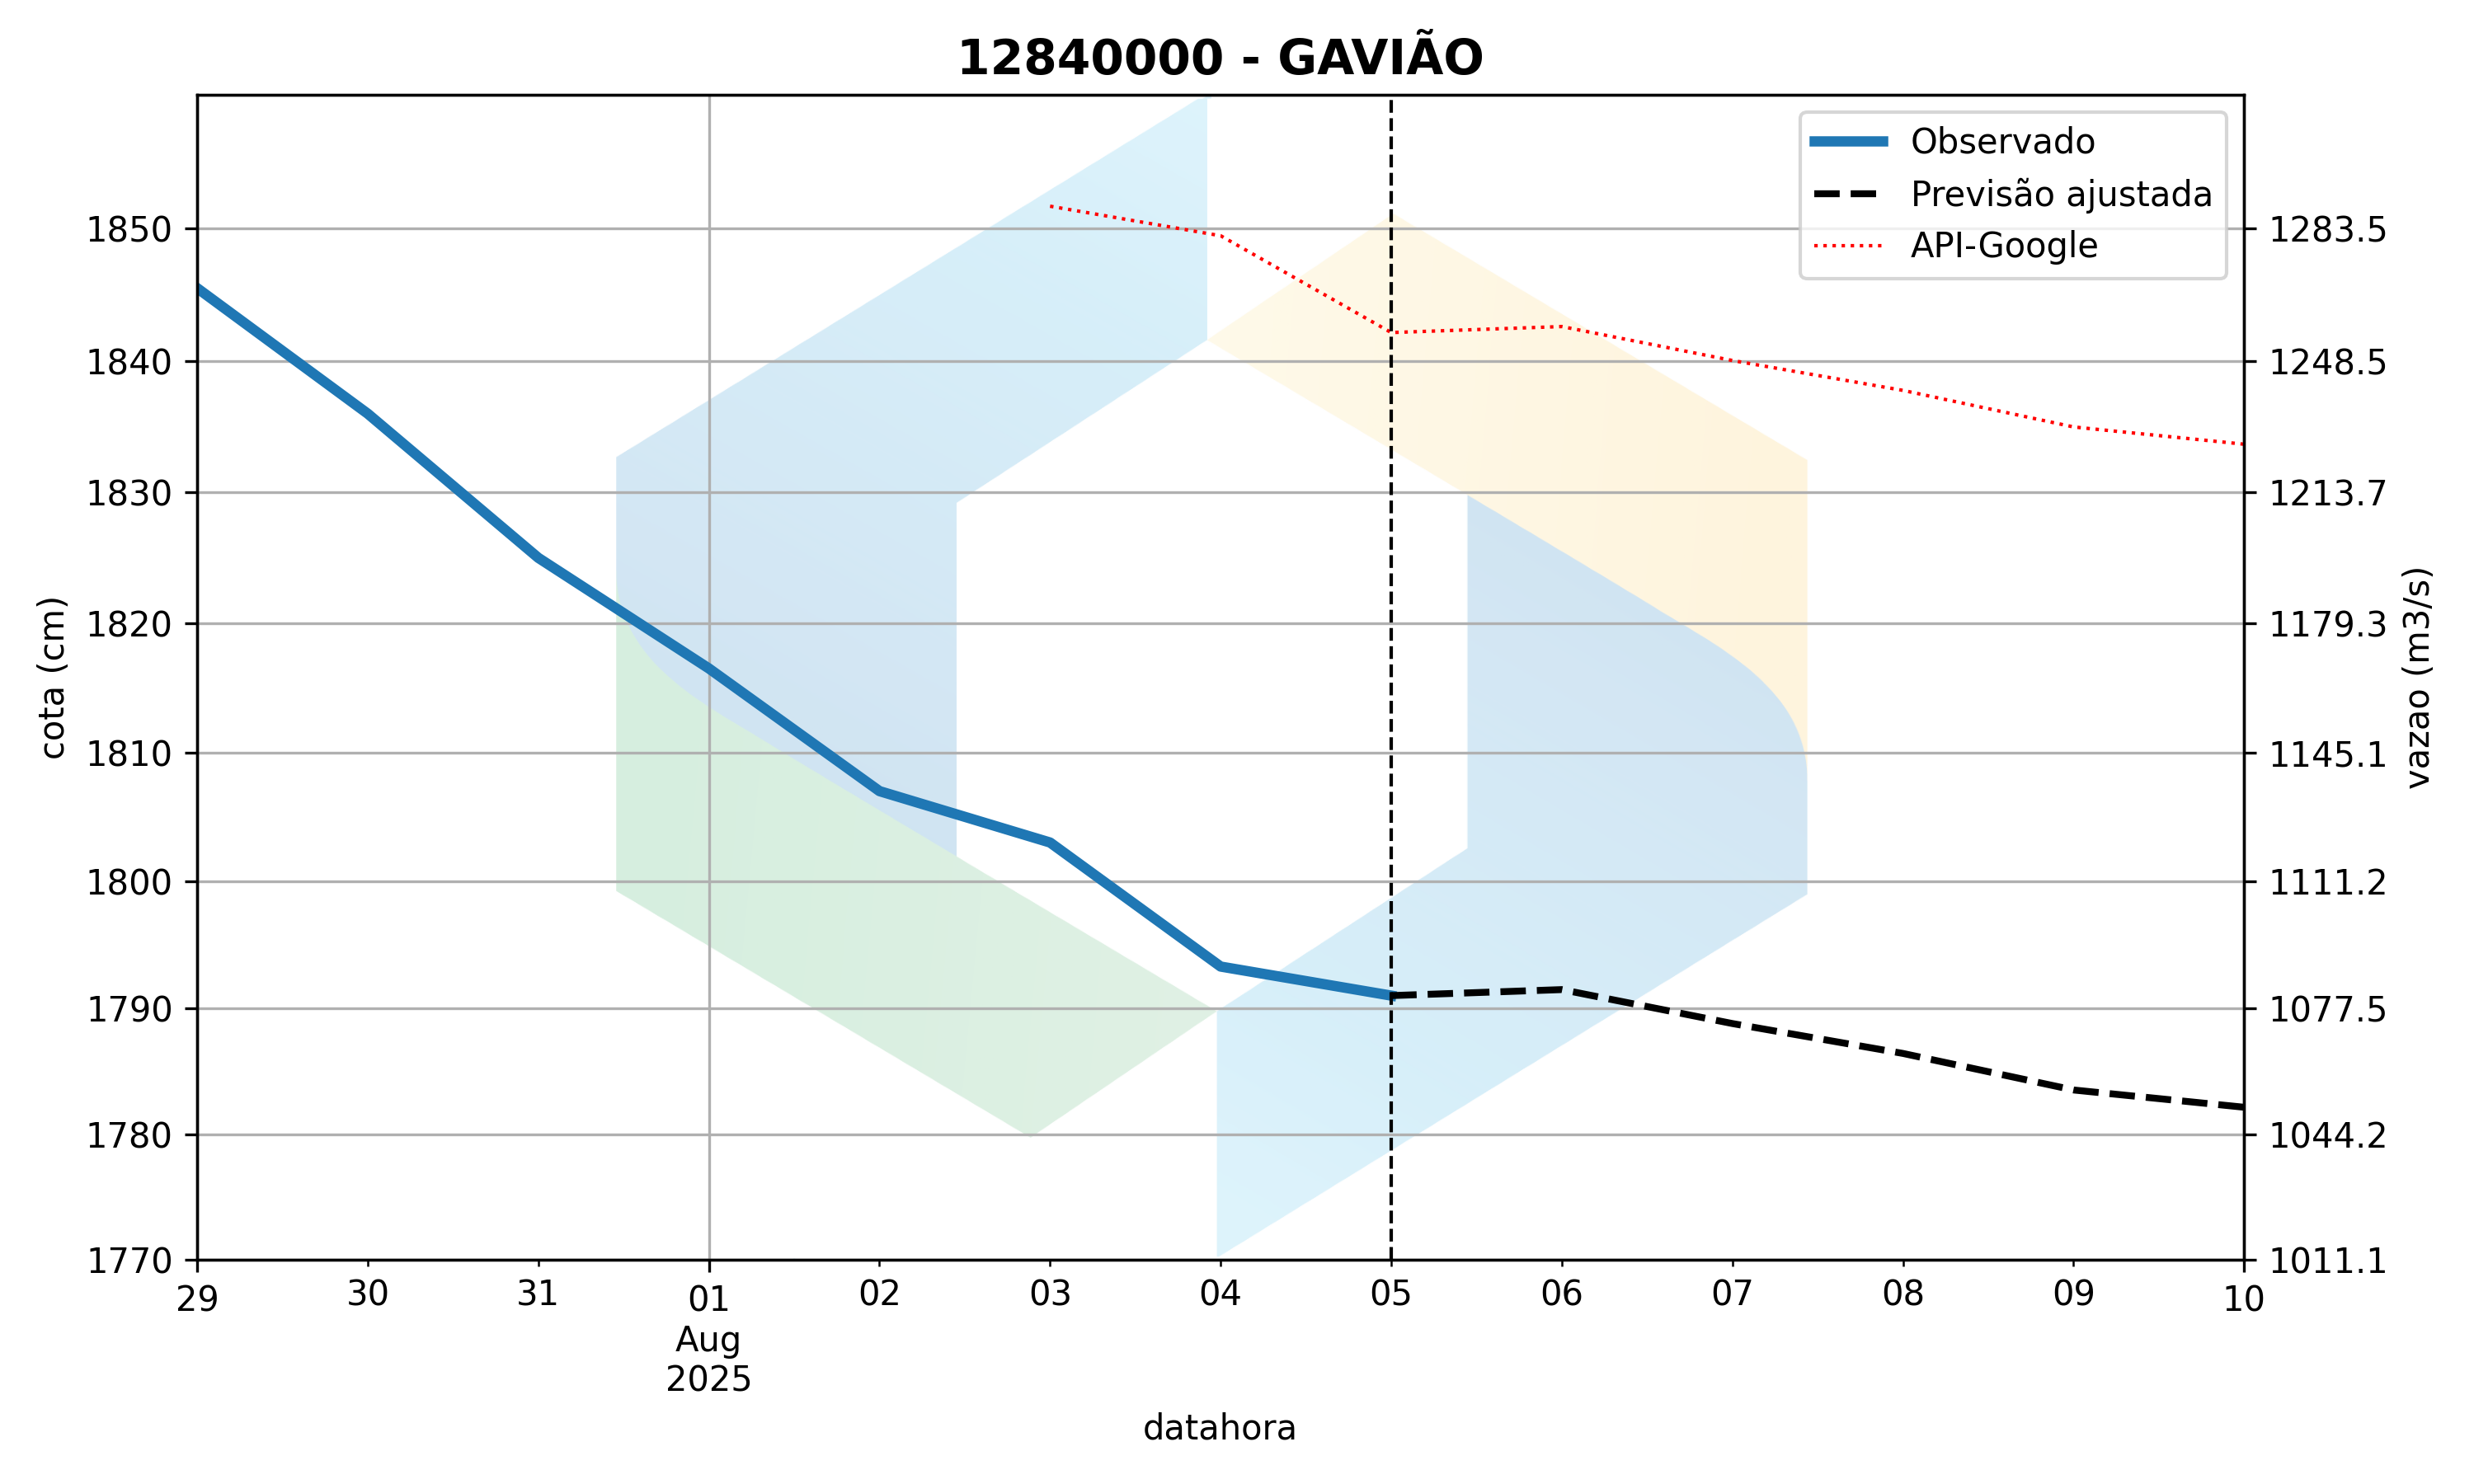 12840000 - GAVIÃO
Observado
Previsão ajustada
API-Google
1850
1840
1830
1820
1810
1800
1790
1780
1770
cota (cm)
1283.5
1248.5
1213.7
1179.3
1145.1
1111.2
1077.5
1044.2
1011.1
vazao (m3/s)
29 30 31 01 02 03 04 05 06 07 08 09 10
Aug
2025
datahora